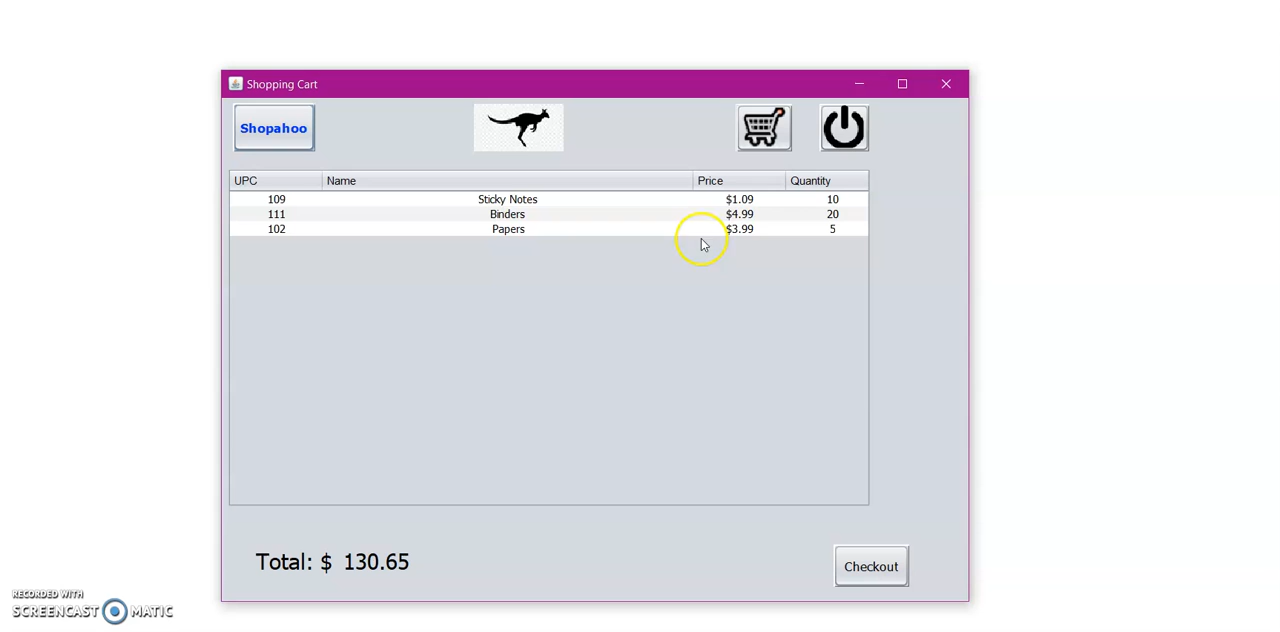 Shopping Cart
Shopahoo
UPC Name Price Quantity
109 Sticky Notes $1.09 10
111 Binders $4.99 20
102 Papers $3.99 5
Total: $ 130.65
Checkout
RECORDED WITH
SCREENCAST MATIC